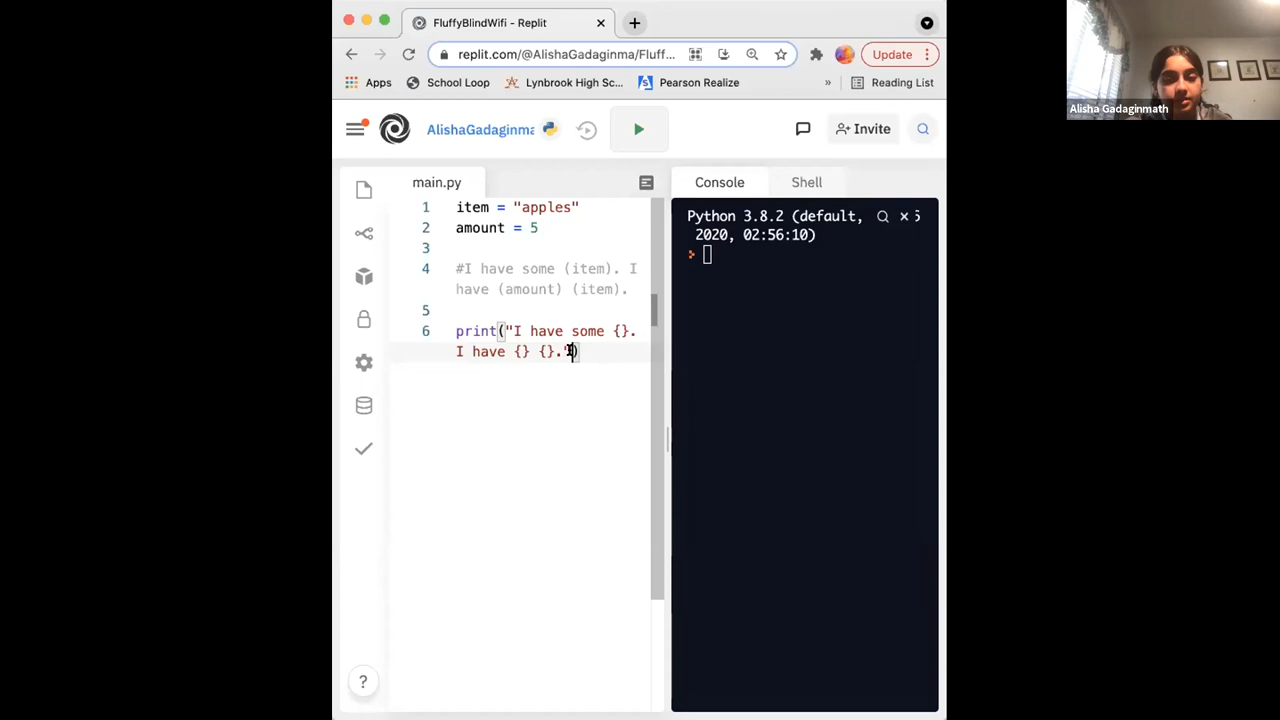 FluffyBlindWifi - Replit
replit.com/@AlishaGadaginma/Fluff...
Update
Apps
School Loop
Lynbrook High Sc...
Pearson Realize
»
Reading List
Alisha Gadaginmath
AlishaGadaginma
Invite
main.py
Console
Shell
1 item = "apples"
2 amount = 5
3
4 #I have some (item). I
have (amount) (item).
5
6 print("I have some {}.
I have {} {}.")
Python 3.8.2 (default,
2020, 02:56:10)
?